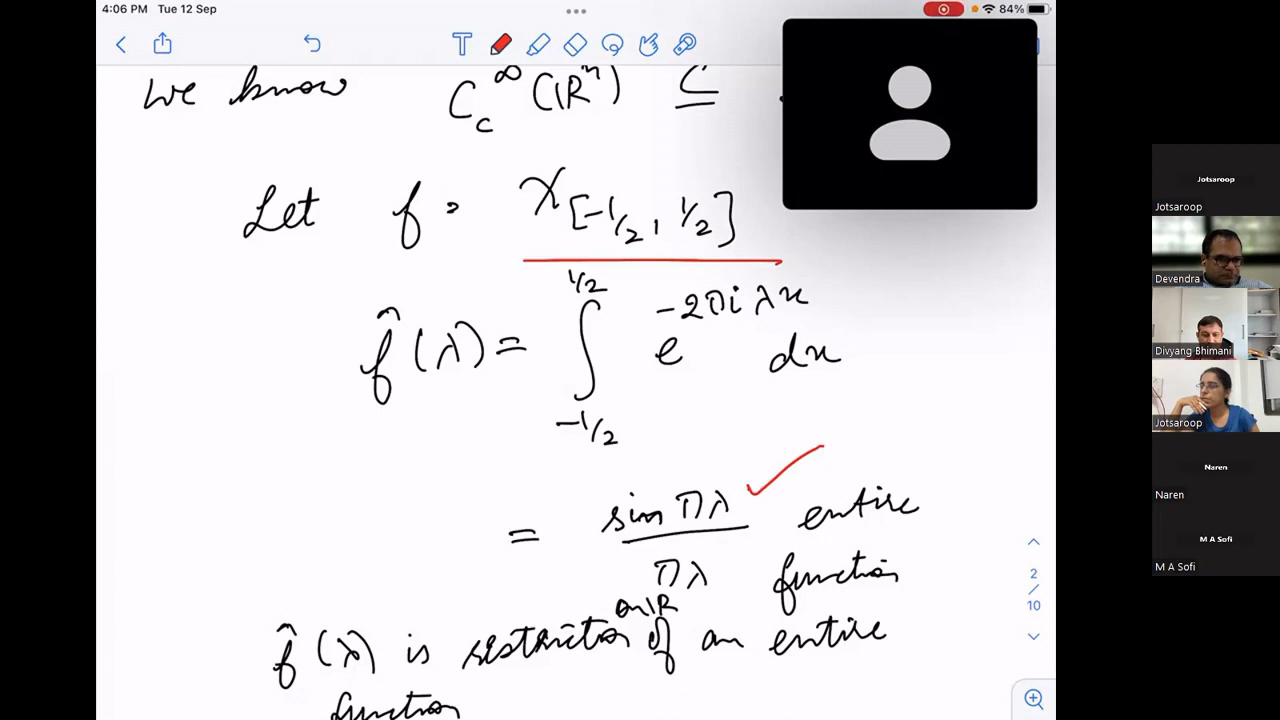 4:06 PM Tue 12 Sep
84%
T
We know C_c^∞ (ℝⁿ) ⊆
Let f = χ_[-1/2, 1/2]
f̂(λ) = ∫_{-1/2}^{1/2} e^{-2πiλx} dx
= sin πλ / πλ entire
function
on ℝ
f̂(λ) is restriction of an entire
function
2
/
10
Jotsaroop
Jotsaroop
Devendra
Divyang Bhimani
Jotsaroop
Naren
Naren
M A Sofi
M A Sofi